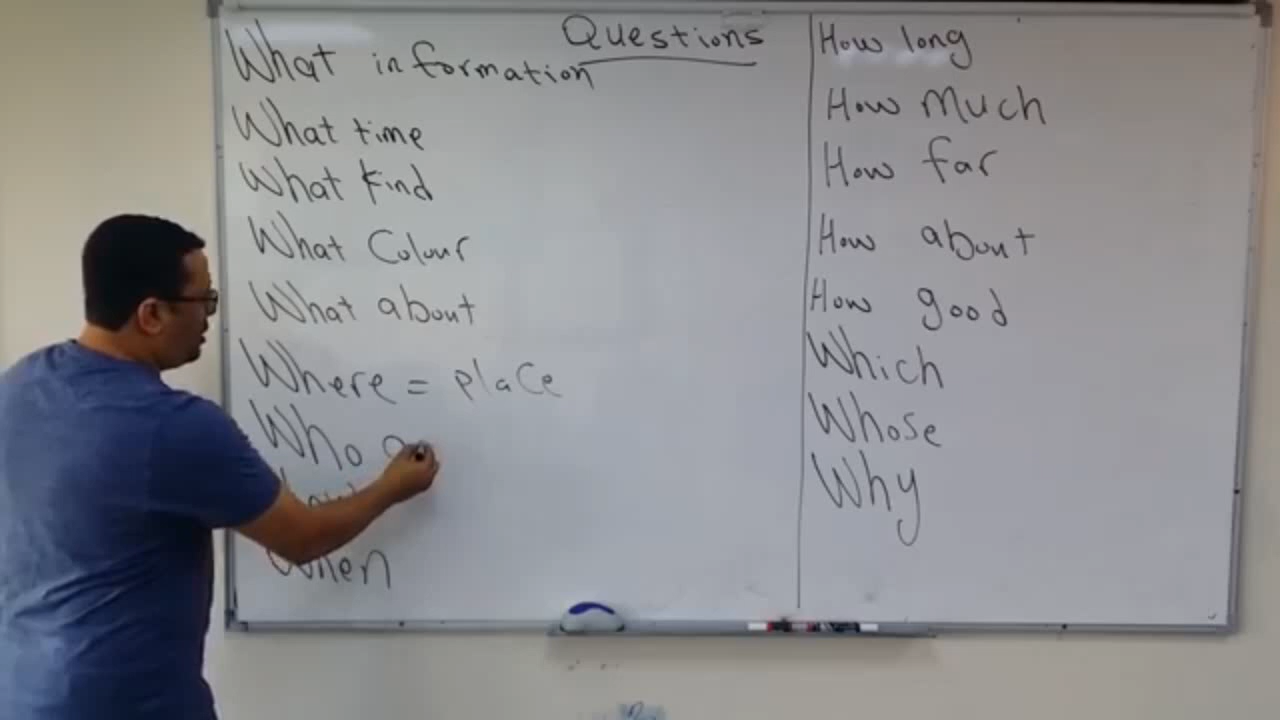 Questions
What information
What time
What kind
What Colour
What about
Where = place
Who
When
How long
How Much
How far
How about
How good
Which
Whose
Why